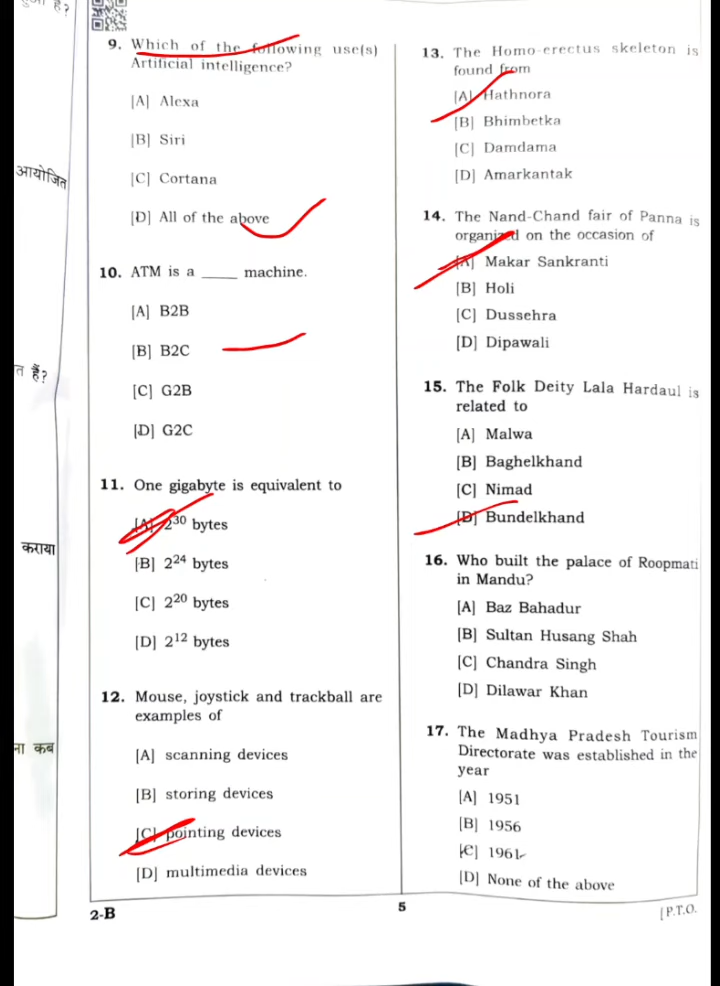 है?
आयोजित
त हैं?
कराया
ना कब
9. Which of the following use(s)
Artificial intelligence?
[A] Alexa
[B] Siri
[C] Cortana
[D] All of the above
10. ATM is a _____ machine.
[A] B2B
[B] B2C
[C] G2B
[D] G2C
11. One gigabyte is equivalent to
[A] 2³⁰ bytes
[B] 2²⁴ bytes
[C] 2²⁰ bytes
[D] 2¹² bytes
12. Mouse, joystick and trackball are
examples of
[A] scanning devices
[B] storing devices
[C] pointing devices
[D] multimedia devices
13. The Homo-erectus skeleton is
found from
[A] Hathnora
[B] Bhimbetka
[C] Damdama
[D] Amarkantak
14. The Nand-Chand fair of Panna is
organized on the occasion of
[A] Makar Sankranti
[B] Holi
[C] Dussehra
[D] Dipawali
15. The Folk Deity Lala Hardaul is
related to
[A] Malwa
[B] Baghelkhand
[C] Nimad
[D] Bundelkhand
16. Who built the palace of Roopmati
in Mandu?
[A] Baz Bahadur
[B] Sultan Husang Shah
[C] Chandra Singh
[D] Dilawar Khan
17. The Madhya Pradesh Tourism
Directorate was established in the
year
[A] 1951
[B] 1956
[C] 1961
[D] None of the above
2-B
5
[P.T.O.